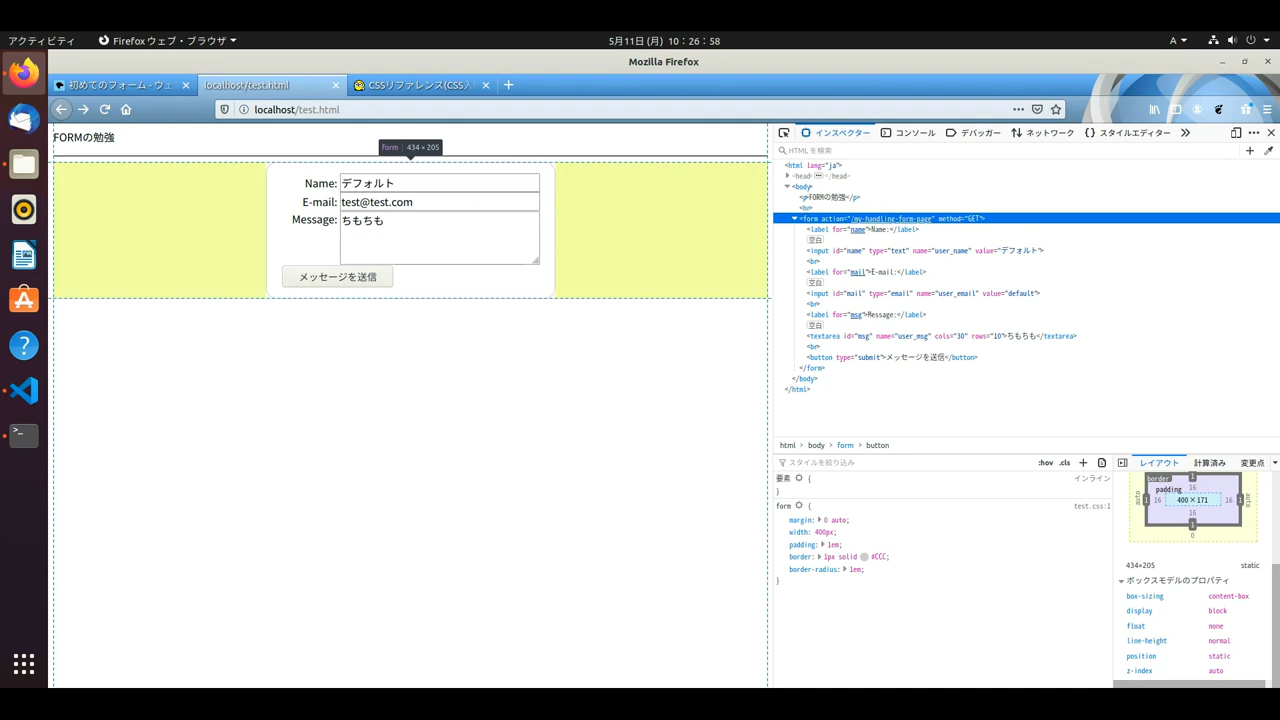 アクティビティ
Firefox ウェブ・ブラウザ
5月11日 (月) 10：26：58
A
Mozilla Firefox
初めてのフォーム - ウェ
localhost/test.html
CSSリファレンス(CSS入
localhost/test.html
FORMの勉強
form 434 × 205
Name: デフォルト
E-mail: test@test.com
Message: ちもちも
メッセージを送信
インスペクター
コンソール
デバッガー
ネットワーク
スタイルエディター
HTML を検索
<html lang="ja">
<head> </head>
<body>
<p>FORMの勉強</p>
<hr>
<form action="/my-handling-form-page" method="GET">
<label for="name">Name:</label>
空白
<input id="name" type="text" name="user_name" value="デフォルト">
<br>
<label for="mail">E-mail:</label>
空白
<input id="mail" type="email" name="user_email" value="default">
<br>
<label for="msg">Message:</label>
空白
<textarea id="msg" name="user_msg" cols="30" rows="10">ちもちも</textarea>
<br>
<button type="submit">メッセージを送信</button>
</form>
</body>
</html>
html > body > form > button
スタイルを絞り込み
:hov .cls
要素 {
インライン
}
form {
test.css:1
margin: 0 auto;
width: 400px;
padding: 1em;
border: 1px solid #CCC;
border-radius: 1em;
}
レイアウト
計算済み
変更点
border 1
padding 16
auto 1 16 400×171 16 1 auto
16
1
0
434×205 static
ボックスモデルのプロパティ
box-sizing content-box
display block
float none
line-height normal
position static
z-index auto